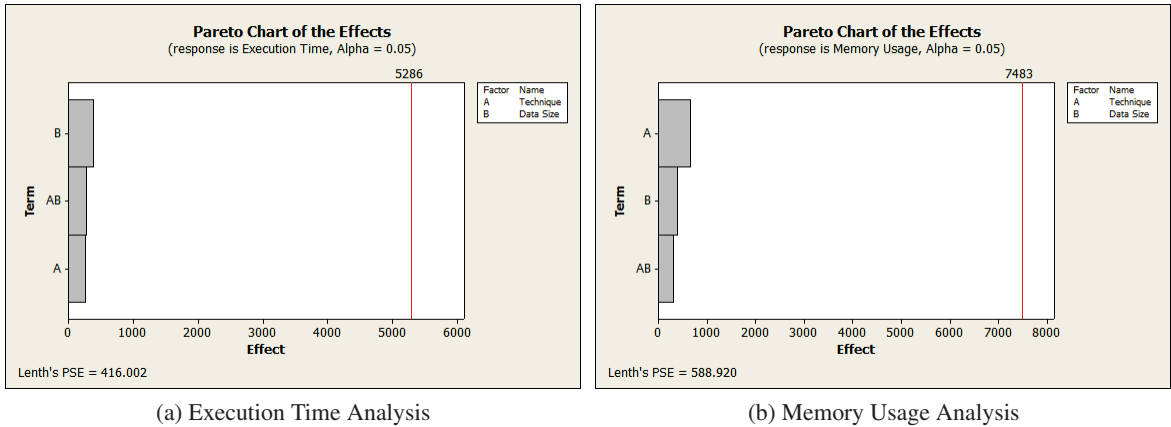 Pareto Chart of the Effects
(response is Execution Time, Alpha = 0.05)
5286
Factor Name
A Technique
B Data Size
Term
B
AB
A
0 1000 2000 3000 4000 5000 6000
Effect
Lenth's PSE = 416.002
(a) Execution Time Analysis
Pareto Chart of the Effects
(response is Memory Usage, Alpha = 0.05)
7483
Factor Name
A Technique
B Data Size
Term
A
B
AB
0 1000 2000 3000 4000 5000 6000 7000 8000
Effect
Lenth's PSE = 588.920
(b) Memory Usage Analysis